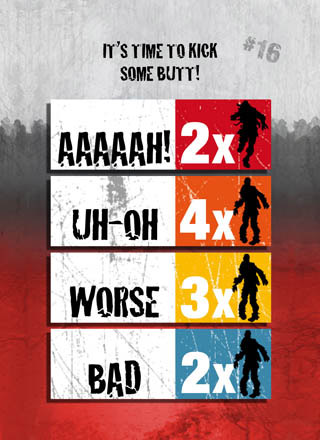 IT'S TIME TO KICK
SOME BUTT!
#16
AAAAAH! 2X
UH-OH 4X
WORSE 3X
BAD 2X